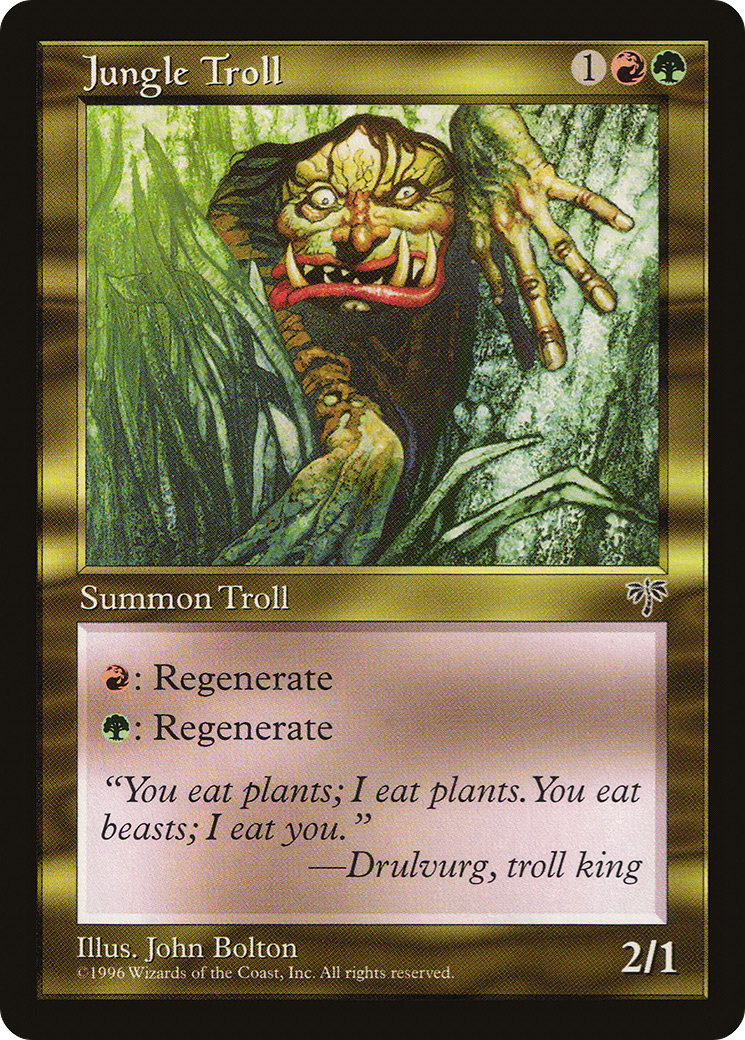 Jungle Troll 1
Summon Troll
: Regenerate
: Regenerate
“You eat plants; I eat plants. You eat
beasts; I eat you.”
—Drulvurg, troll king
Illus. John Bolton
©1996 Wizards of the Coast, Inc. All rights reserved.
2/1